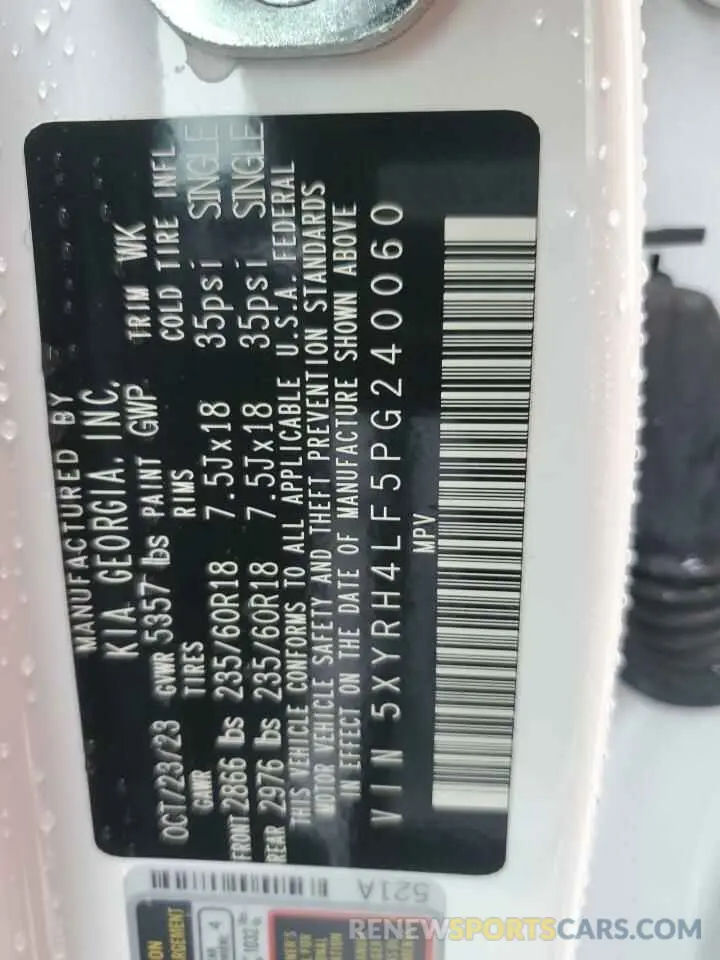 MANUFACTURED BY
KIA GEORGIA, INC.
OCT/23/23 GVWR 5357 lbs PAINT GWP TRIM WK
GAWR TIRES RIMS COLD TIRE INFL
FRONT 2866 lbs 235/60R18 7.5Jx18 35psi SINGLE
REAR 2976 lbs 235/60R18 7.5Jx18 35psi SINGLE
THIS VEHICLE CONFORMS TO ALL APPLICABLE U.S.A. FEDERAL
MOTOR VEHICLE SAFETY AND THEFT PREVENTION STANDARDS
IN EFFECT ON THE DATE OF MANUFACTURE SHOWN ABOVE
VIN 5XYRH4LF5PG240060
MPV
521A
RENEWSPORTSCARS.COM